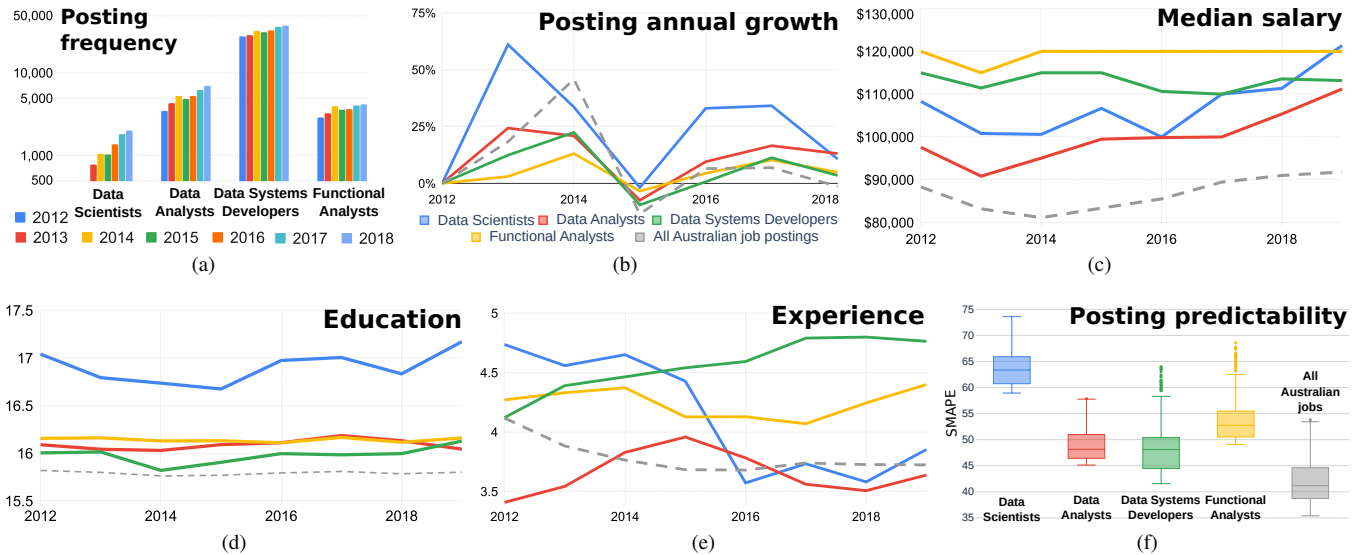 Posting
frequency
50,000
10,000
5,000
1,000
500
Data
Scientists
Data
Analysts
Data Systems
Developers
Functional
Analysts
2012
2013
2014
2015
2016
2017
2018
(a)
Posting annual growth
75%
50%
25%
0%
2012
2014
2016
2018
Data Scientists
Data Analysts
Data Systems Developers
Functional Analysts
All Australian job postings
(b)
Median salary
$130,000
$120,000
$110,000
$100,000
$90,000
$80,000
2012
2014
2016
2018
(c)
Education
17.5
17
16.5
16
15.5
2012
2014
2016
2018
(d)
Experience
5
4.5
4
3.5
2012
2014
2016
2018
(e)
Posting predictability
SMAPE
75
70
65
60
55
50
45
40
35
Data
Scientists
Data
Analysts
Data Systems
Developers
Functional
Analysts
All
Australian
jobs
(f)